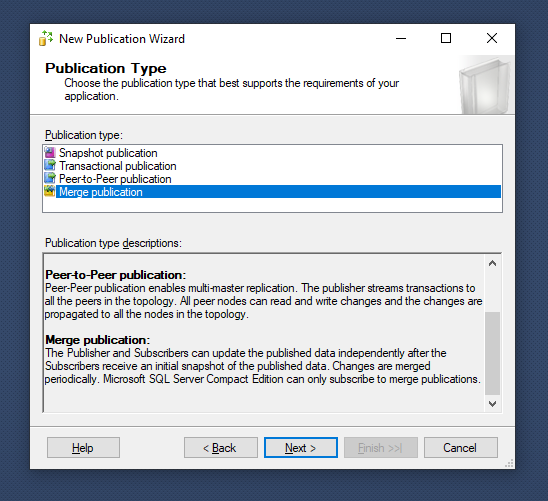 New Publication Wizard
Publication Type
Choose the publication type that best supports the requirements of your
application.
Publication type:
Snapshot publication
Transactional publication
Peer-to-Peer publication
Merge publication
Publication type descriptions:
Peer-to-Peer publication:
Peer-Peer publication enables multi-master replication. The publisher streams transactions to
all the peers in the topology. All peer nodes can read and write changes and the changes are
propagated to all the nodes in the topology.
Merge publication:
The Publisher and Subscribers can update the published data independently after the
Subscribers receive an initial snapshot of the published data. Changes are merged
periodically. Microsoft SQL Server Compact Edition can only subscribe to merge publications.
Help
< Back
Next >
Finish >>|
Cancel